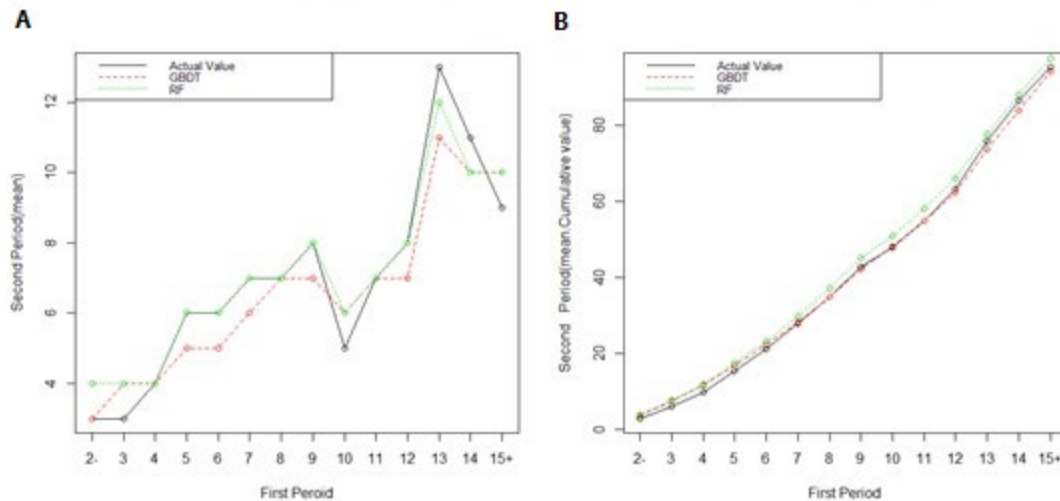 A
Actual Value
GBDT
RF
Second Period(mean)
12
10
8
6
4
2- 3 4 5 6 7 8 9 10 11 12 13 14 15+
First Peroid
B
Actual Value
GBDT
RF
Second Period(mean.Cumulative value)
80
60
40
20
0
2- 3 4 5 6 7 8 9 10 11 12 13 14 15+
First Period